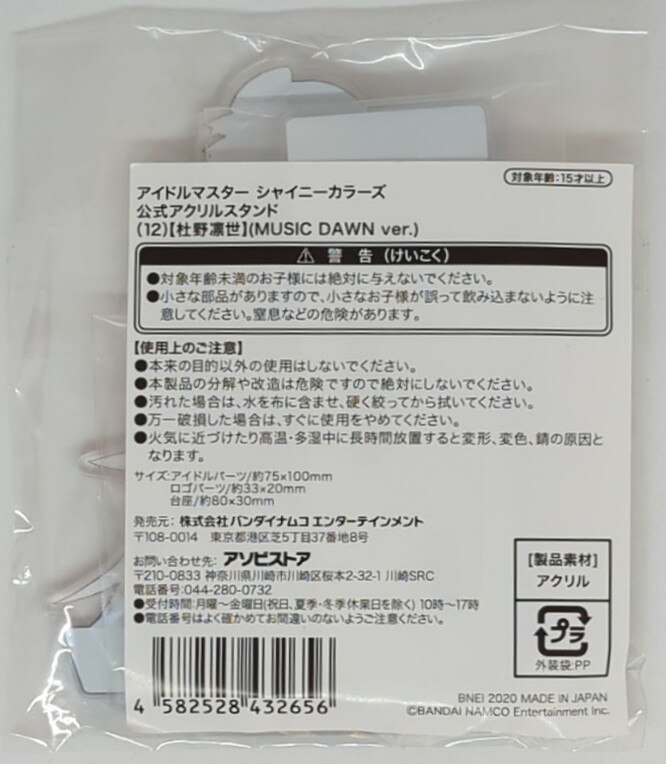 対象年齢:15才以上
アイドルマスター シャイニーカラーズ
公式アクリルスタンド
(12)【杜野凛世】(MUSIC DAWN ver.)
⚠ 警 告 (けいこく)
●対象年齢未満のお子様には絶対に与えないでください。
●小さな部品がありますので、小さなお子様が誤って飲み込まないように注
意してください。窒息などの危険があります。
【使用上のご注意】
●本来の目的以外の使用はしないでください。
●本製品の分解や改造は危険ですので絶対にしないでください。
●汚れた場合は、水を布に含ませ、硬く絞ってから拭いてください。
●万一破損した場合は、すぐに使用をやめてください。
●火気に近づけたり高温・多湿中に長時間放置すると変形、変色、錆の原因と
なります。
サイズ:アイドルパーツ/約75×100mm
ロゴパーツ/約33×20mm
台座/約80×30mm
発売元: 株式会社 バンダイナムコ エンターテインメント
〒108-0014 東京都港区芝5丁目37番地8号
お問い合わせ先: アソビストア
〒210-0833 神奈川県川崎市川崎区桜本2-32-1 川崎SRC
電話番号:044-280-0732
●受付時間:月曜〜金曜日(祝日、夏季・冬季休業日を除く) 10時〜17時
●電話番号はよく確かめてお間違いのないようご注意ください。
[製品素材]
アクリル
プラ
外装袋:PP
4 582528 432656
BNEI 2020 MADE IN JAPAN
©BANDAI NAMCO Entertainment Inc.